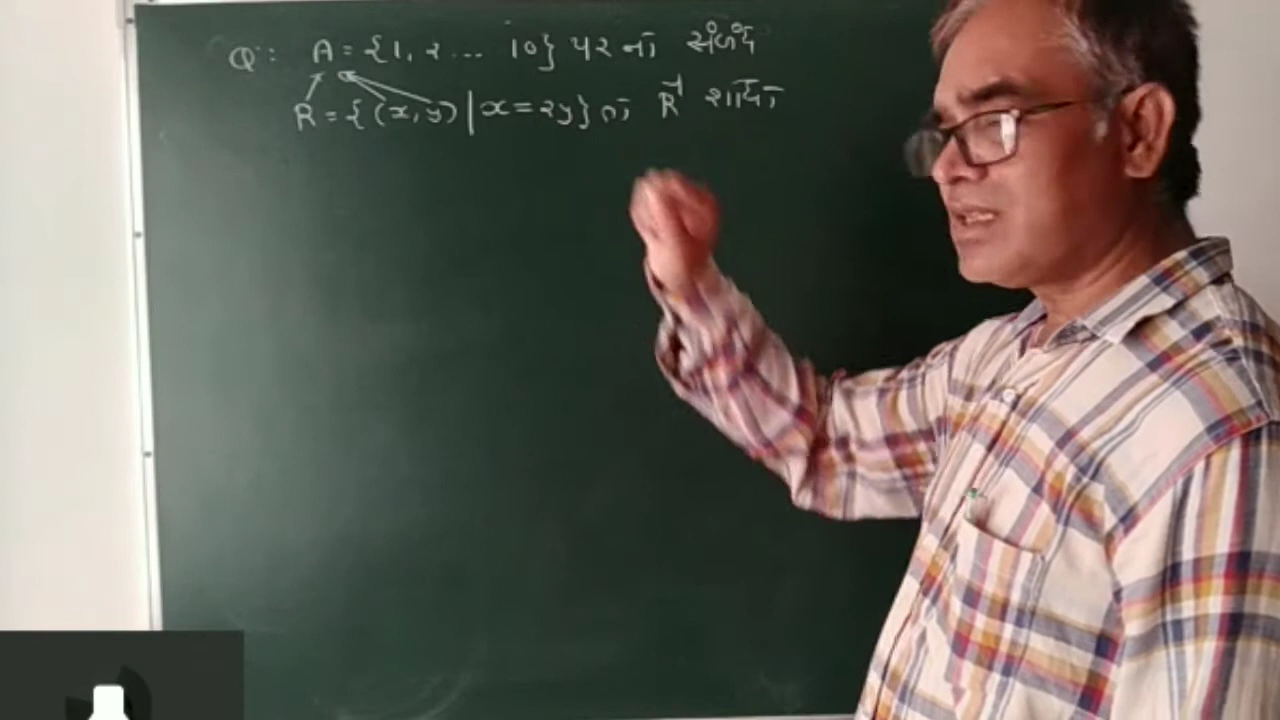 Q: A = {1, ૨ ... 10} પરનાં સંબંધ
R = {(x, y) | x = ૨y} નાં R⁻¹ શોધો